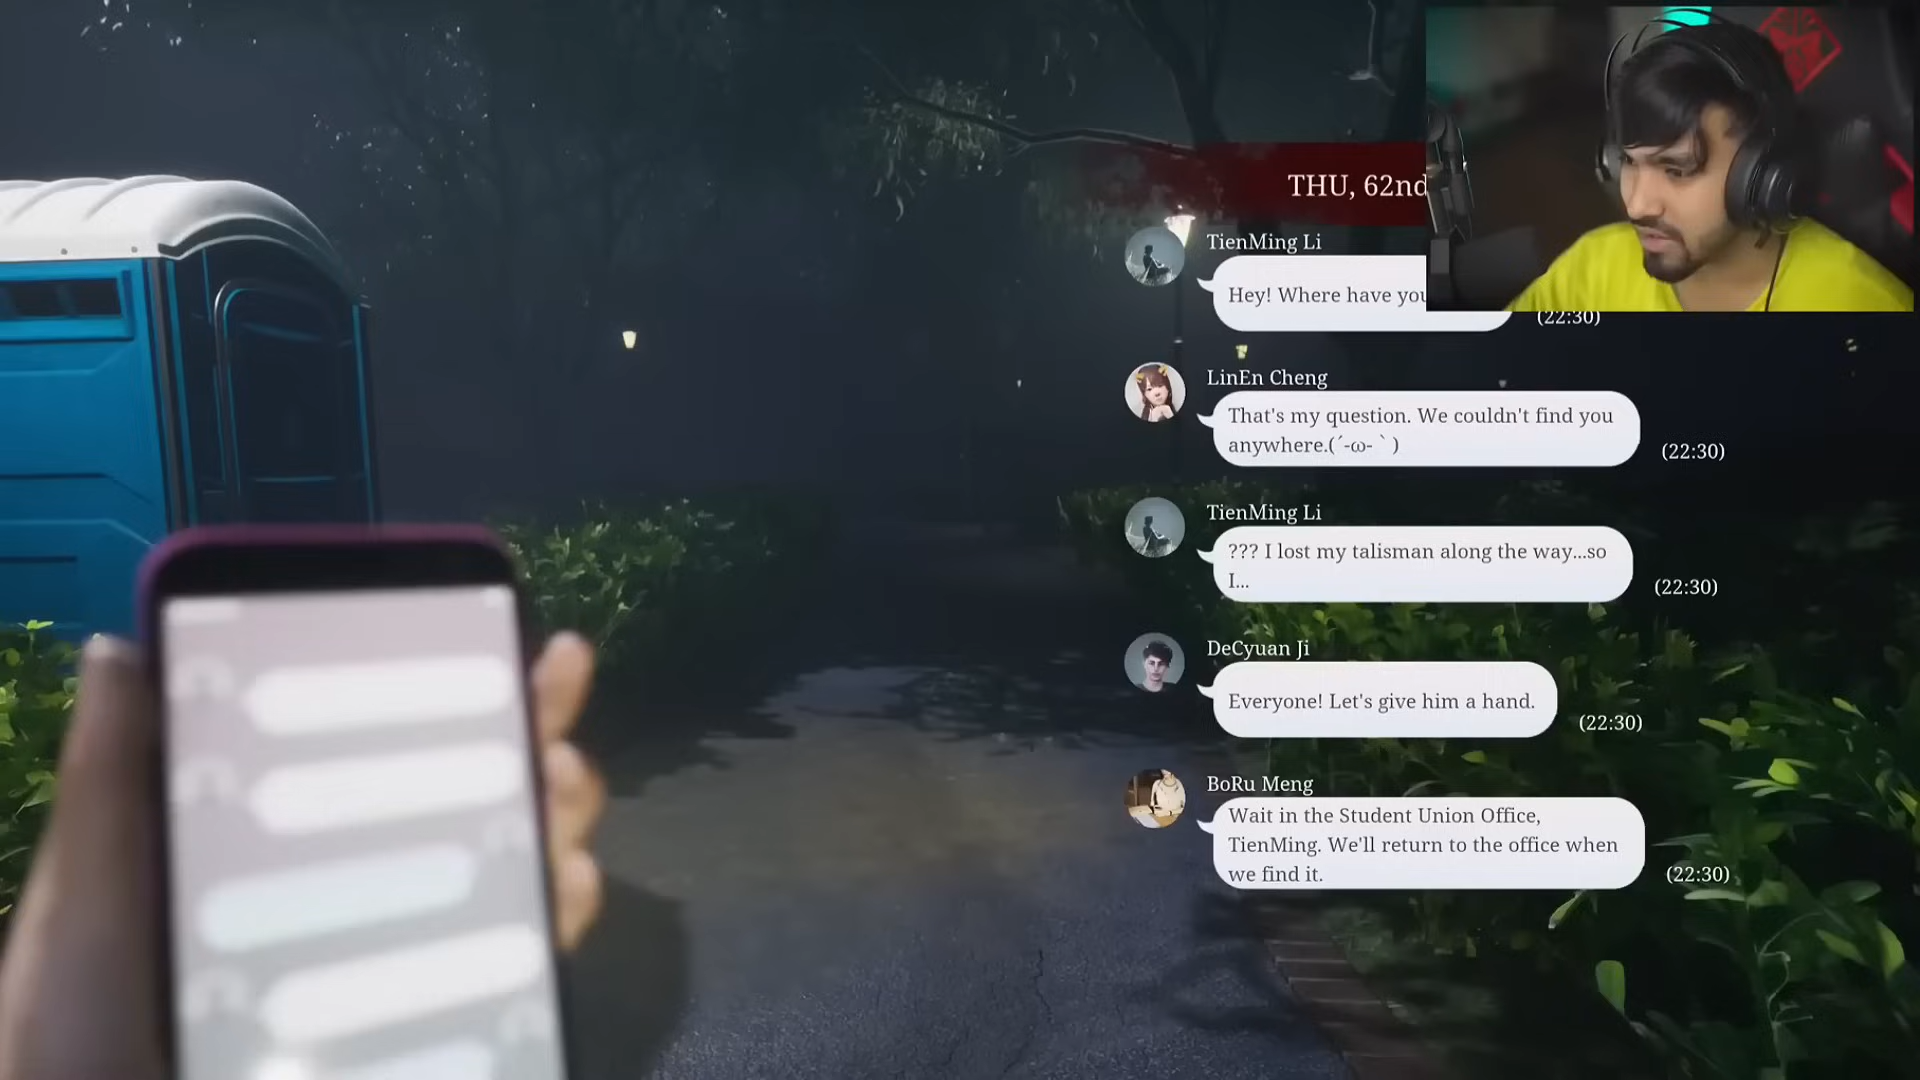 THU, 62nd
TienMing Li
Hey! Where have you
(22:30)
LinEn Cheng
That's my question. We couldn't find you
anywhere.(´-ω-｀)
(22:30)
TienMing Li
??? I lost my talisman along the way...so
I...
(22:30)
DeCyuan Ji
Everyone! Let's give him a hand.
(22:30)
BoRu Meng
Wait in the Student Union Office,
TienMing. We'll return to the office when
we find it.
(22:30)